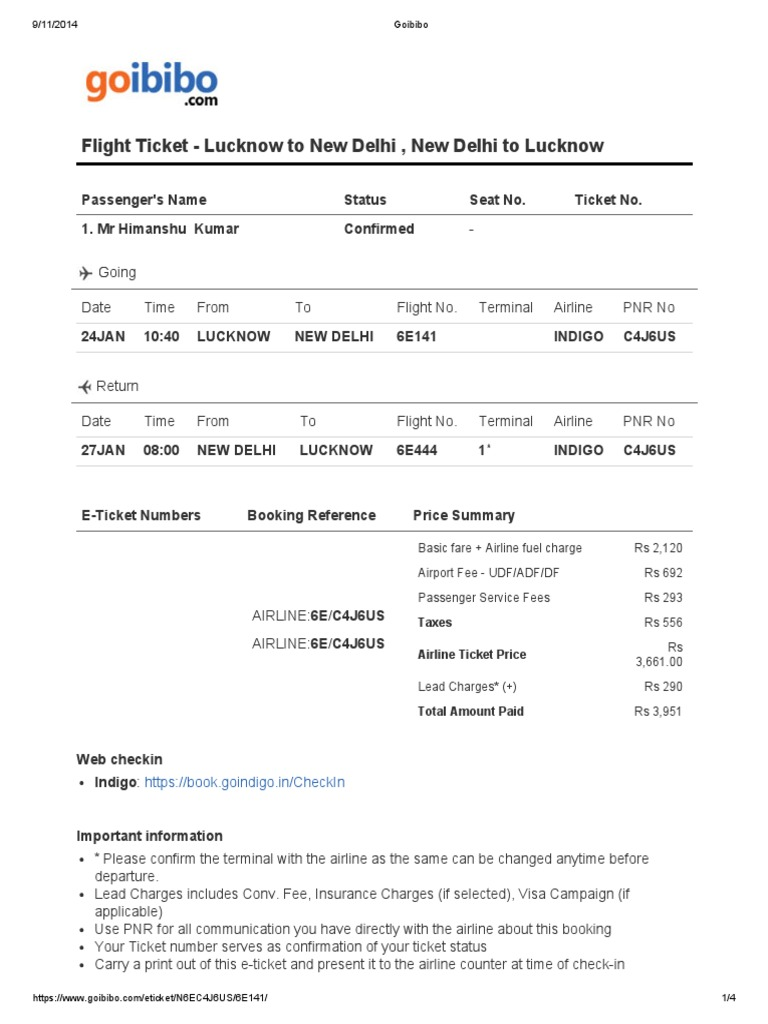 9/11/2014 Goibibo
goibibo
.com
Flight Ticket - Lucknow to New Delhi , New Delhi to Lucknow
Passenger's Name Status Seat No. Ticket No.
1. Mr Himanshu Kumar Confirmed -
Going
Date Time From To Flight No. Terminal Airline PNR No
24JAN 10:40 LUCKNOW NEW DELHI 6E141 INDIGO C4J6US
Return
Date Time From To Flight No. Terminal Airline PNR No
27JAN 08:00 NEW DELHI LUCKNOW 6E444 1* INDIGO C4J6US
E-Ticket Numbers Booking Reference Price Summary
Basic fare + Airline fuel charge Rs 2,120
Airport Fee - UDF/ADF/DF Rs 692
Passenger Service Fees Rs 293
AIRLINE:6E/C4J6US
Taxes Rs 556
AIRLINE:6E/C4J6US
Airline Ticket Price Rs
3,661.00
Lead Charges* (+) Rs 290
Total Amount Paid Rs 3,951
Web checkin
• Indigo: https://book.goindigo.in/CheckIn
Important information
• * Please confirm the terminal with the airline as the same can be changed anytime before
departure.
• Lead Charges includes Conv. Fee, Insurance Charges (if selected), Visa Campaign (if
applicable)
• Use PNR for all communication you have directly with the airline about this booking
• Your Ticket number serves as confirmation of your ticket status
• Carry a print out of this e-ticket and present it to the airline counter at time of check-in
https://www.goibibo.com/eticket/N6EC4J6US/6E141/ 1/4